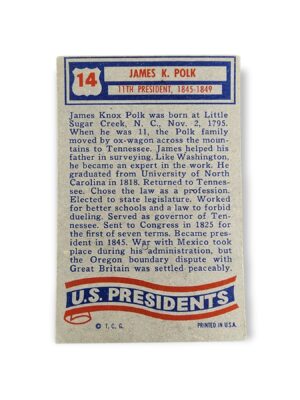 14
JAMES K. POLK
11TH PRESIDENT, 1845-1849
James Knox Polk was born at Little
Sugar Creek, N. C., Nov. 2, 1795.
When he was 11, the Polk family
moved by ox-wagon across the moun-
tains to Tennessee. James helped his
father in surveying. Like Washington,
he became an expert in the work. He
graduated from University of North
Carolina in 1818. Returned to Tennes-
see. Chose the law as a profession.
Elected to state legislature. Worked
for better schools and a law to forbid
dueling. Served as governor of Ten-
nessee. Sent to Congress in 1825 for
the first of seven terms. Became presi-
dent in 1845. War with Mexico took
place during his administration, but
the Oregon boundary dispute with
Great Britain was settled peaceably.
U.S. PRESIDENTS
© T. C. G.
PRINTED IN U.S.A.